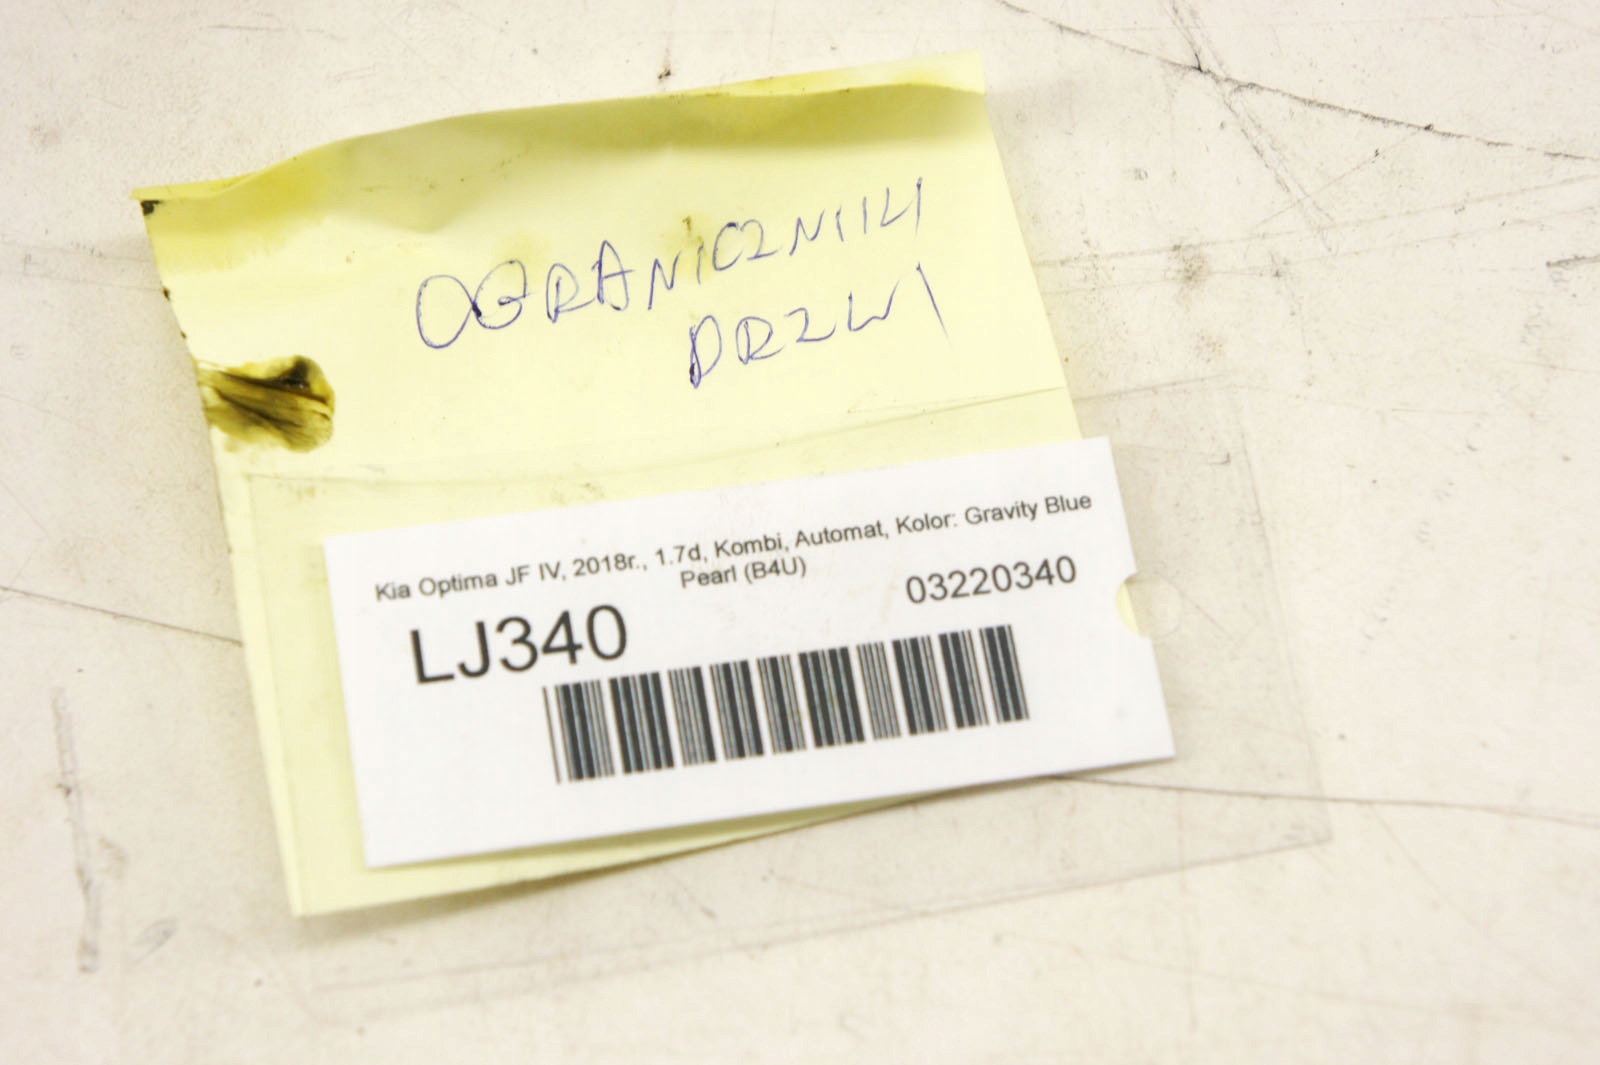 OGRANICZNIKI
DRZWI
Kia Optima JF IV, 2018r., 1.7d, Kombi, Automat, Kolor: Gravity Blue
Pearl (B4U)
03220340
LJ340